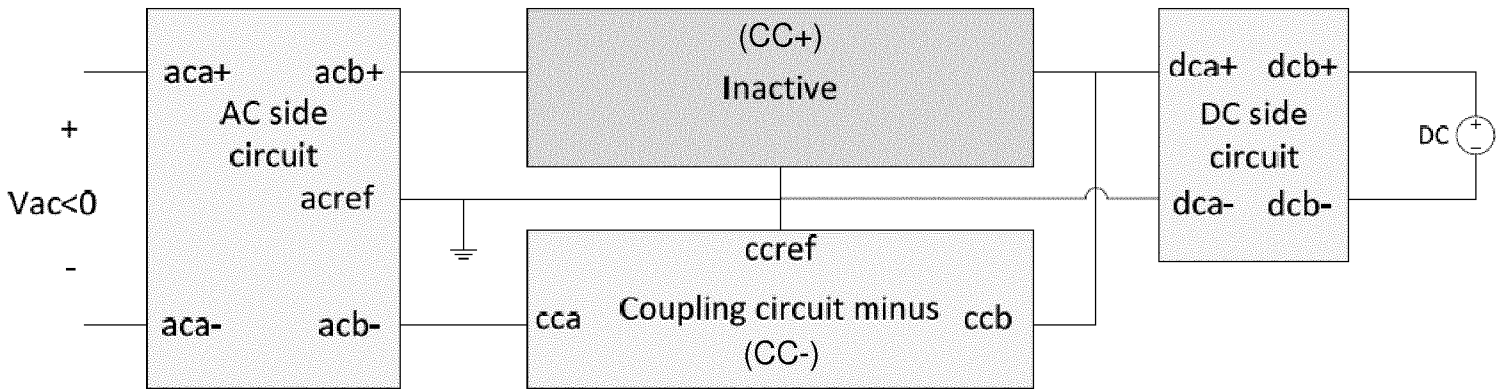 +
Vac<0
-
aca+ acb+
AC side
circuit
acref
aca- acb-
(CC+)
Inactive
ccref
cca Coupling circuit minus ccb
(CC-)
dca+ dcb+
DC side
circuit
dca- dcb-
DC
+
-